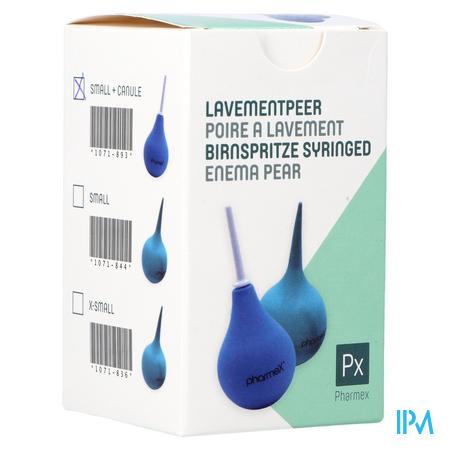 SMALL + CANULE
*1071-893*
SMALL
*1071-844*
X-SMALL
*1071-836*
pharmex
LAVEMENTPEER
POIRE A LAVEMENT
BIRNSPRITZE SYRINGED
ENEMA PEAR
pharmex
Px
Pharmex
IPM